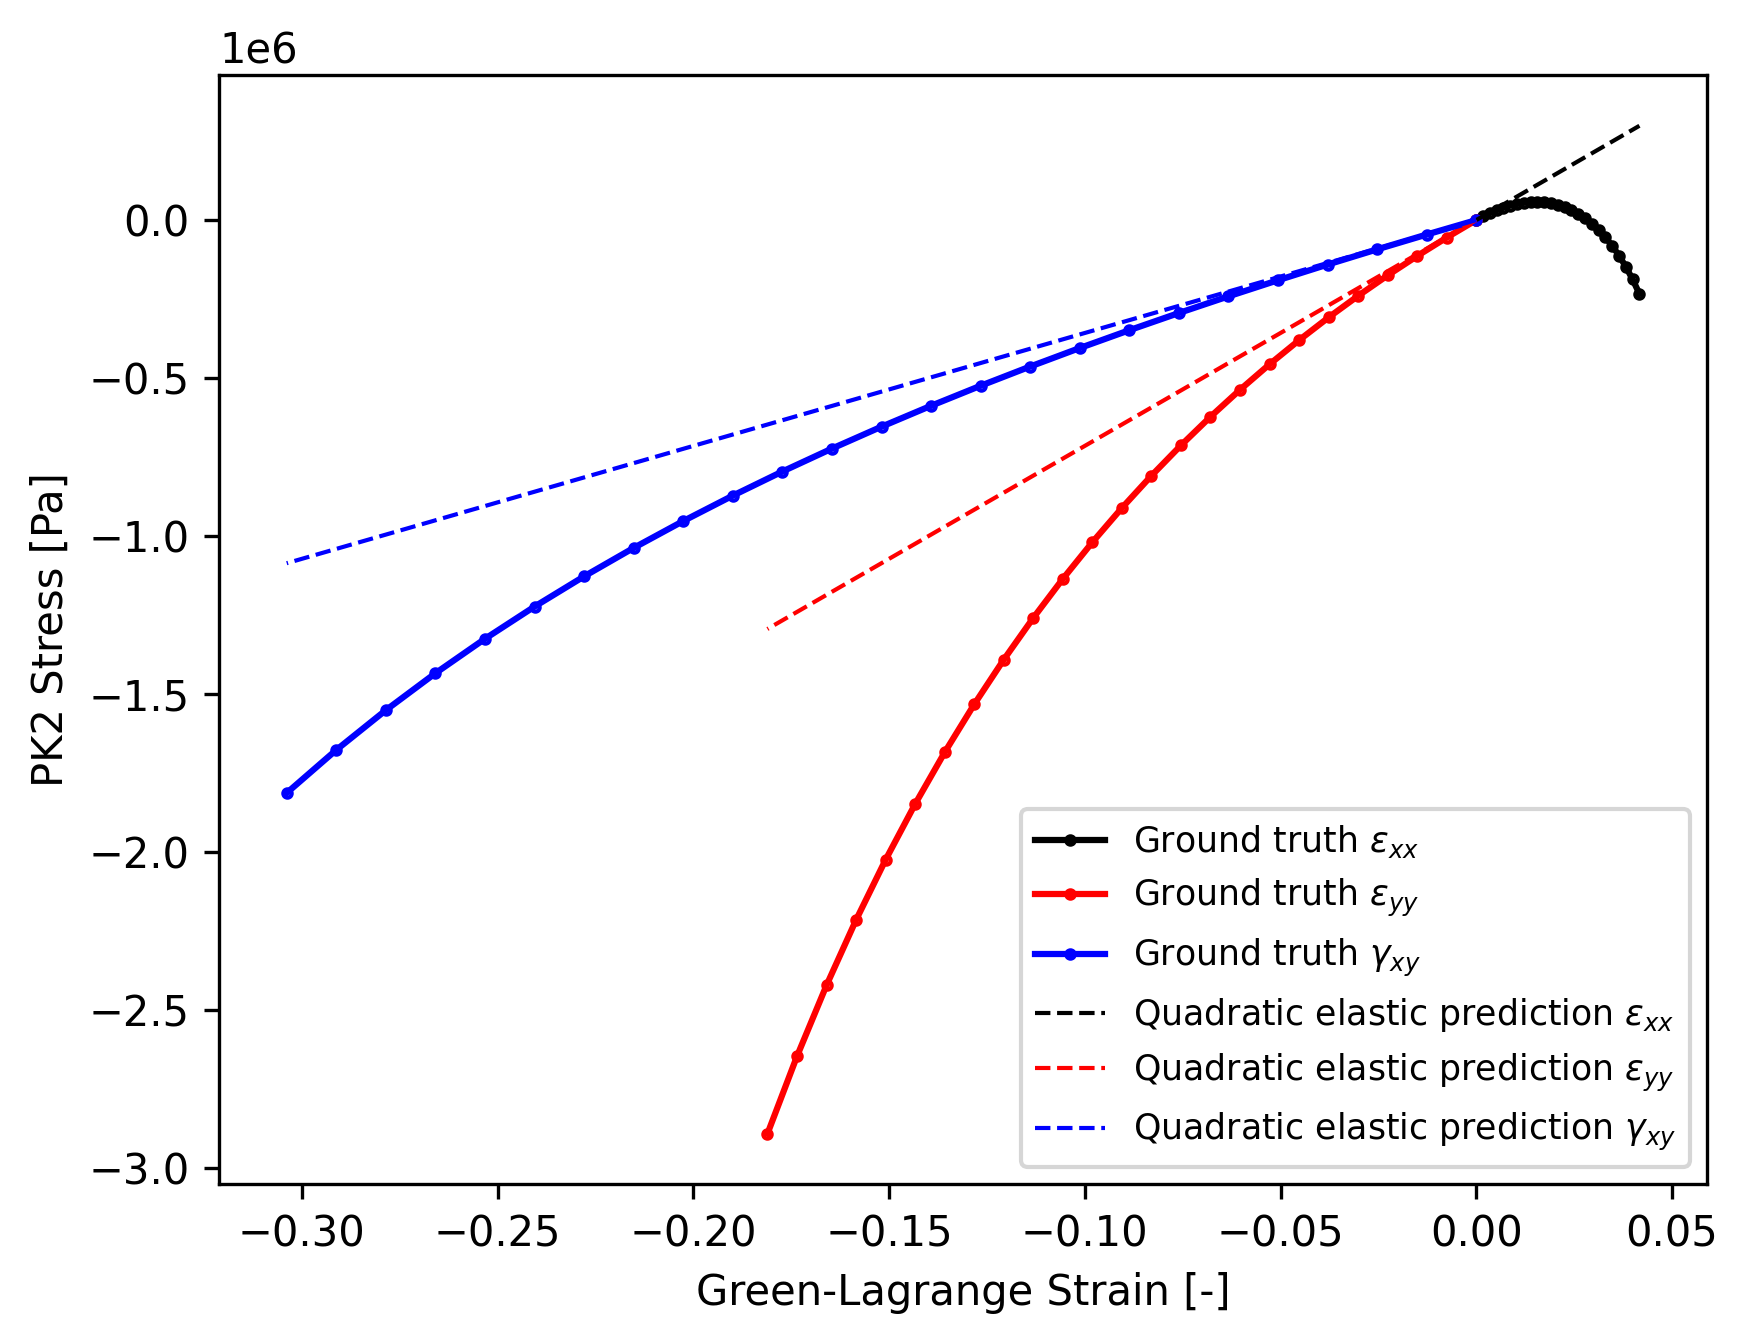 1e6
0.0
−0.5
−1.0
−1.5
−2.0
−2.5
−3.0
PK2 Stress [Pa]
Ground truth εxx
Ground truth εyy
Ground truth γxy
Quadratic elastic prediction εxx
Quadratic elastic prediction εyy
Quadratic elastic prediction γxy
−0.30 −0.25 −0.20 −0.15 −0.10 −0.05 0.00 0.05
Green-Lagrange Strain [-]